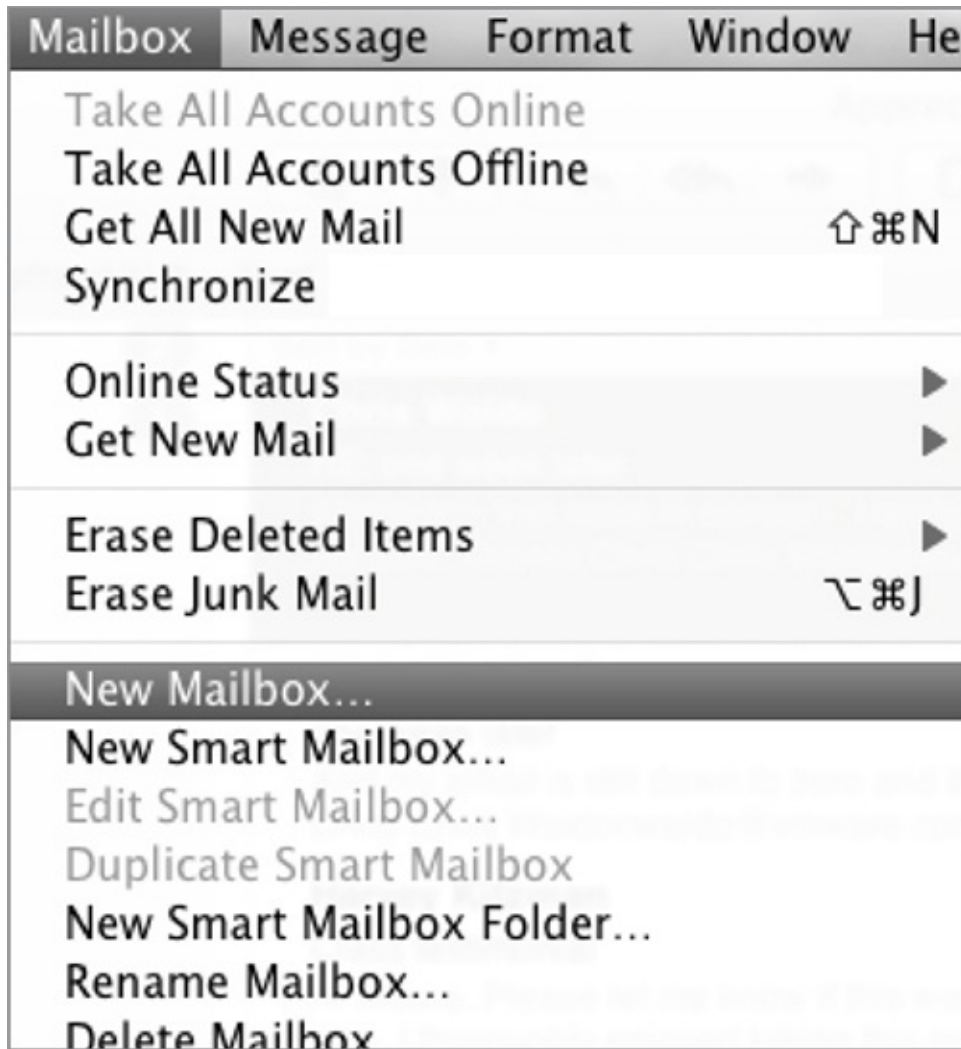 Mailbox Message Format Window He
Take All Accounts Online
Take All Accounts Offline
Get All New Mail ⇧⌘N
Synchronize
Online Status ▶
Get New Mail ▶
Erase Deleted Items ▶
Erase Junk Mail ⌥⌘J
New Mailbox...
New Smart Mailbox...
Edit Smart Mailbox...
Duplicate Smart Mailbox
New Smart Mailbox Folder...
Rename Mailbox...
Delete Mailbox